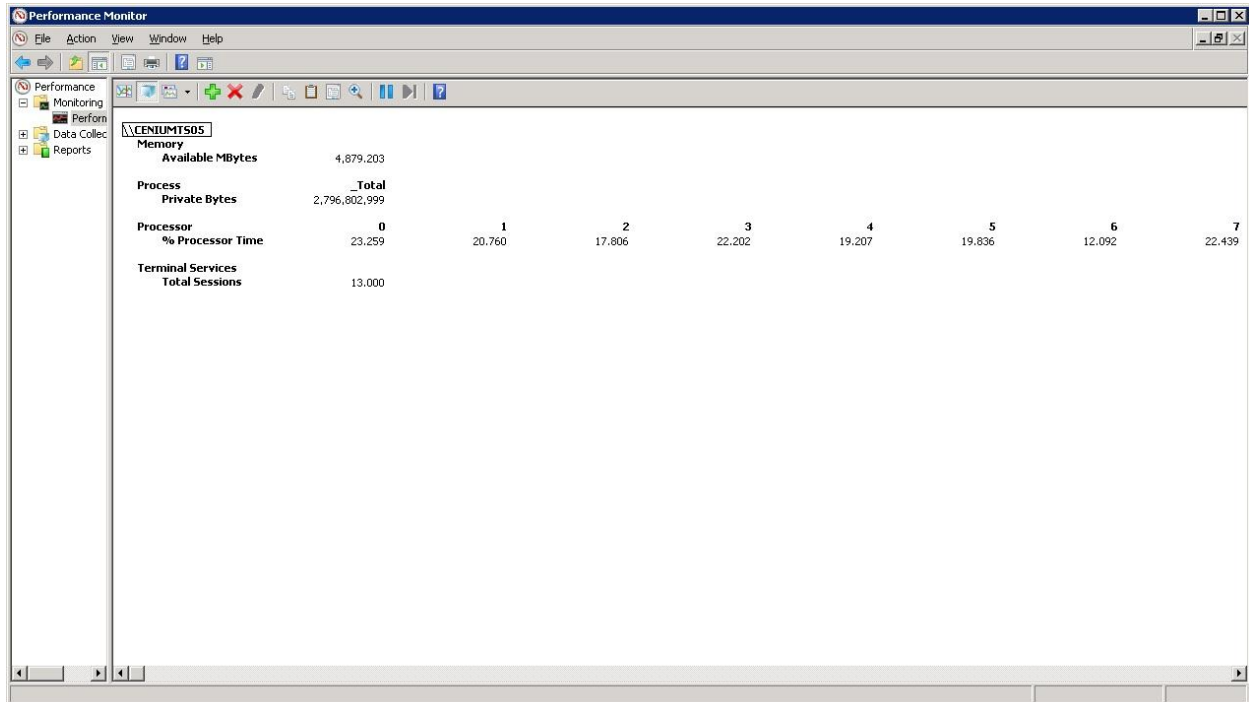 Performance Monitor
File Action View Window Help
Performance
Monitoring
Perforn
Data Collec
Reports
\\CENIUMTS05
Memory
Available MBytes 4,879.203
Process _Total
Private Bytes 2,796,802,999
Processor 0 1 2 3 4 5 6 7
% Processor Time 23.259 20.760 17.806 22.202 19.207 19.836 12.092 22.439
Terminal Services
Total Sessions 13.000